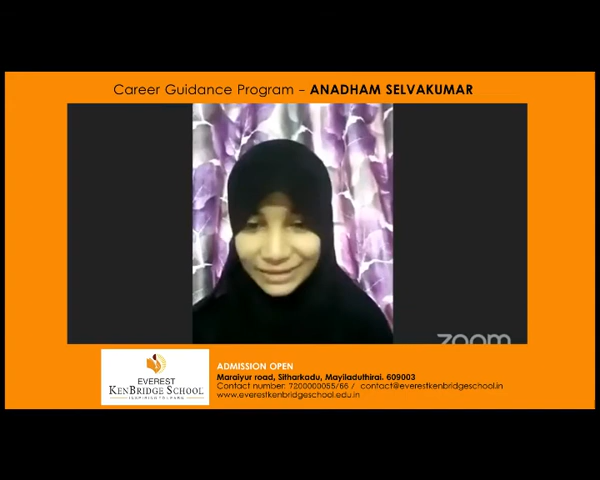 Career Guidance Program - ANADHAM SELVAKUMAR
zoom
EVEREST
KENBRIDGE SCHOOL
ADMISSION OPEN
Maraiyur road, Sitharkadu, Mayiladuthirai. 609003
Contact number: 7200000055/66 / contact@everestkenbridgeschool.in
www.everestkenbridgeschool.edu.in